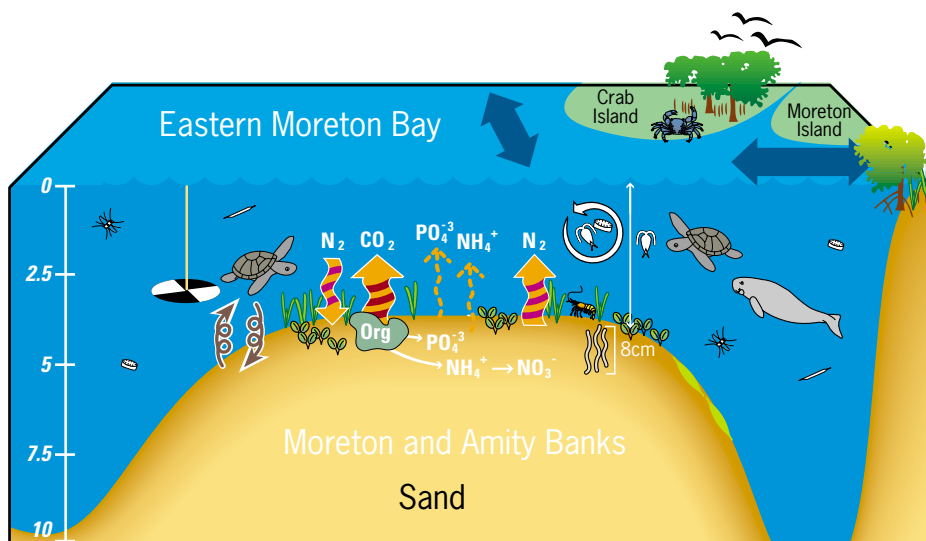 Crab
Island
Moreton
Island
Eastern Moreton Bay
0
2.5
5
7.5
10
N₂
CO₂
PO₄⁻³
NH₄⁺
N₂
Org
PO₄⁻³
NH₄⁺ → NO₃⁻
8cm
Moreton and Amity Banks
Sand